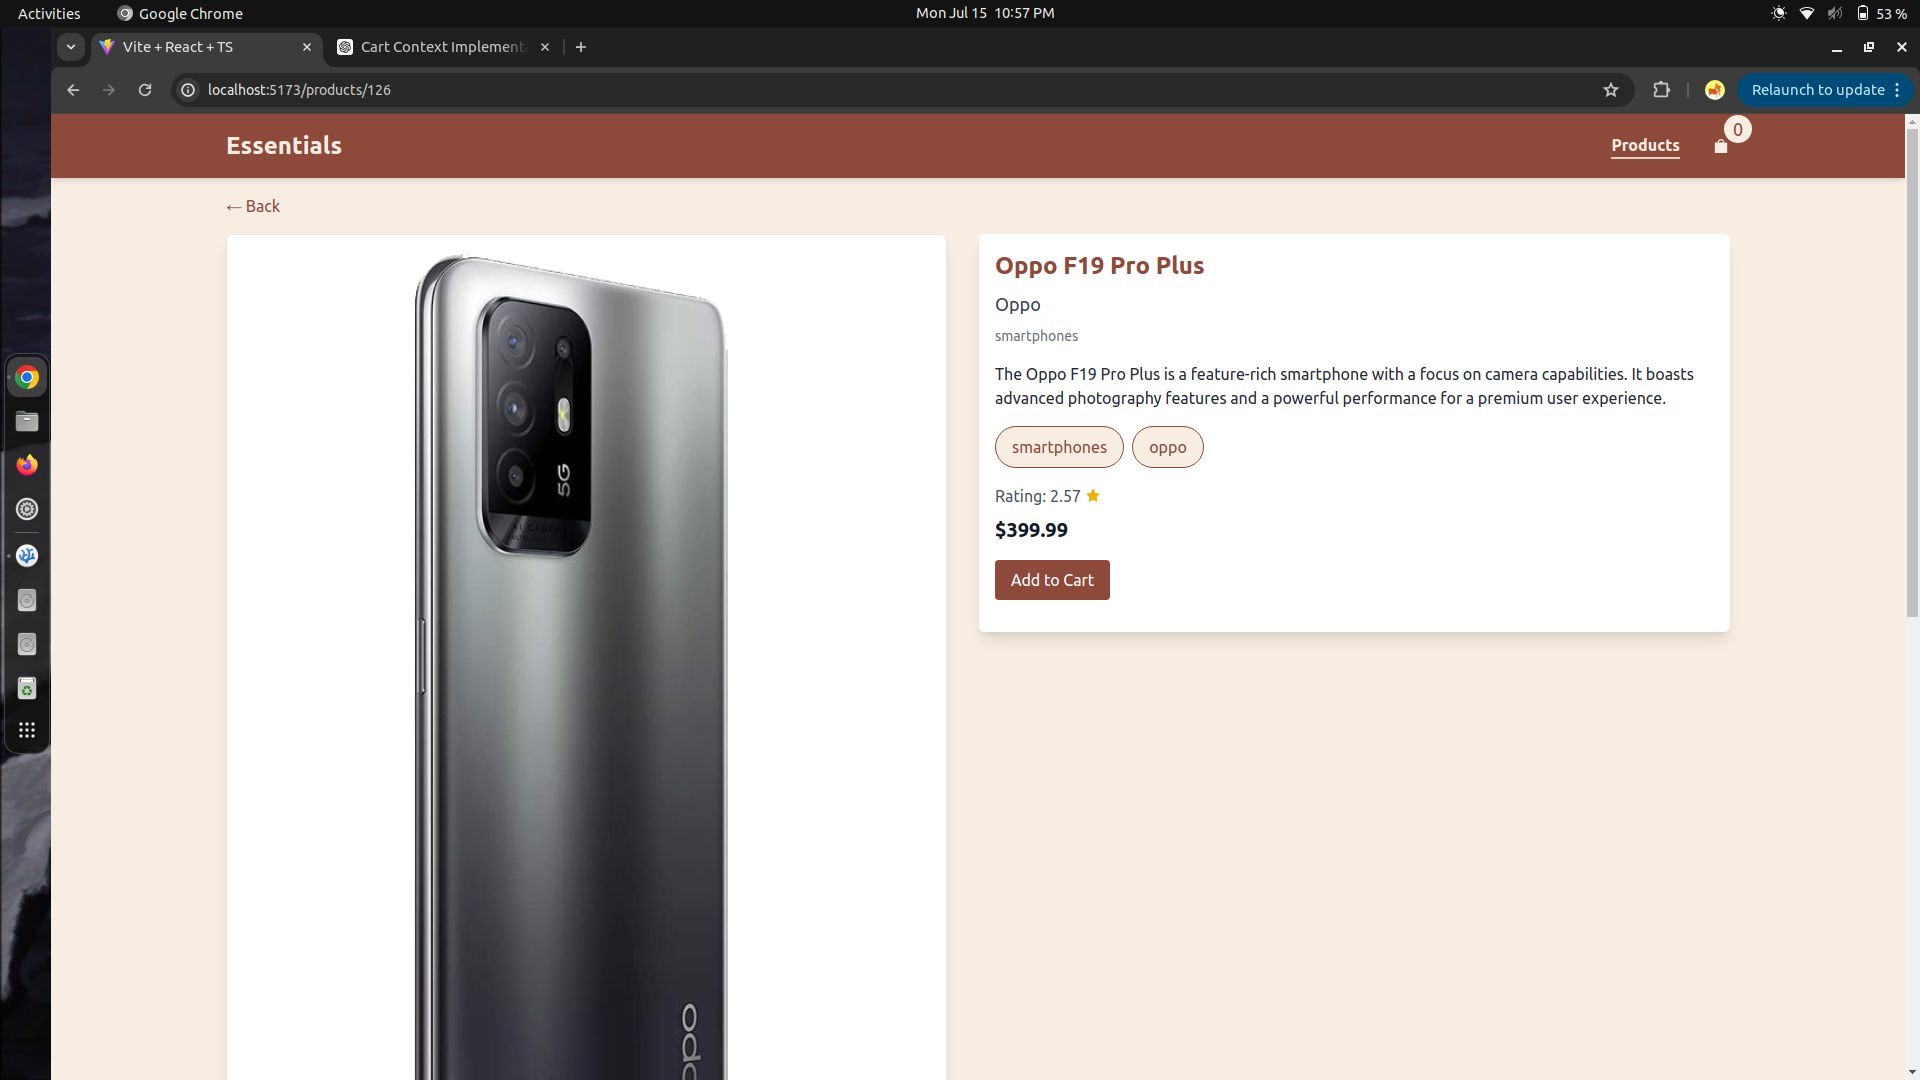 Activities
Google Chrome
Mon Jul 15 10:57 PM
53 %
Vite + React + TS
Cart Context Implement
localhost:5173/products/126
Relaunch to update
Essentials
Products
0
← Back
5G
AI CAMERA
oppo
Oppo F19 Pro Plus
Oppo
smartphones
The Oppo F19 Pro Plus is a feature-rich smartphone with a focus on camera capabilities. It boasts
advanced photography features and a powerful performance for a premium user experience.
smartphones
oppo
Rating: 2.57
$399.99
Add to Cart